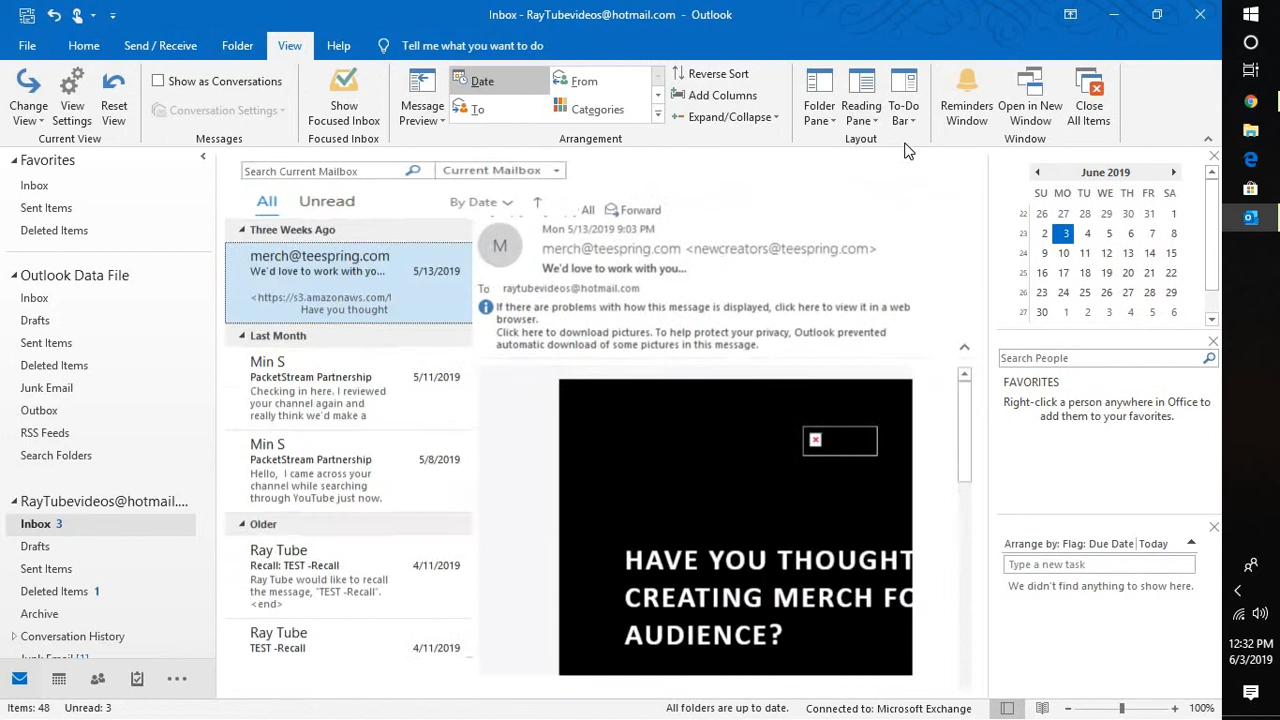 Inbox - RayTubevideos@hotmail.com - Outlook
File Home Send / Receive Folder View Help Tell me what you want to do
Change View
View Settings
Reset View
Current View
Show as Conversations
Conversation Settings
Messages
Show Focused Inbox
Focused Inbox
Message Preview
Date
From
To
Categories
Reverse Sort
Add Columns
Expand/Collapse
Arrangement
Folder Pane
Reading Pane
To-Do Bar
Layout
Reminders Window
Open in New Window
Close All Items
Window
Favorites
Inbox
Sent Items
Deleted Items
Outlook Data File
Inbox
Drafts
Sent Items
Deleted Items
Junk Email
Outbox
RSS Feeds
Search Folders
RayTubevideos@hotmail....
Inbox 3
Drafts
Sent Items
Deleted Items 1
Archive
Conversation History
Junk Email [1]
Search Current Mailbox
Current Mailbox
All Unread By Date
Three Weeks Ago
merch@teespring.com
We'd love to work with yo... 5/13/2019
<https://s3.amazonaws.com/t
Have you thought
Last Month
Min S
PacketStream Partnership 5/11/2019
Checking in here. I reviewed
your channel again and
really think we'd make a
Min S
PacketStream Partnership 5/8/2019
Hello, I came across your
channel while searching
through YouTube just now.
Older
Ray Tube
Recall: TEST -Recall 4/11/2019
Ray Tube would like to recall
the message, "TEST -Recall".
<end>
Ray Tube
TEST -Recall 4/11/2019
All Forward
Mon 5/13/2019 9:03 PM
M
merch@teespring.com <newcreators@teespring.com>
We'd love to work with you...
To raytubevideos@hotmail.com
If there are problems with how this message is displayed, click here to view it in a web
browser.
Click here to download pictures. To help protect your privacy, Outlook prevented
automatic download of some pictures in this message.
HAVE YOU THOUGHT
CREATING MERCH FO
AUDIENCE?
June 2019
SU MO TU WE TH FR SA
22 26 27 28 29 30 31 1
23 2 3 4 5 6 7 8
24 9 10 11 12 13 14 15
25 16 17 18 19 20 21 22
26 23 24 25 26 27 28 29
27 30 1 2 3 4 5 6
Search People
FAVORITES
Right-click a person anywhere in Office to
add them to your favorites.
Arrange by: Flag: Due Date Today
Type a new task
We didn't find anything to show here.
Items: 48 Unread: 3 All folders are up to date. Connected to: Microsoft Exchange 100%
12:32 PM
6/3/2019